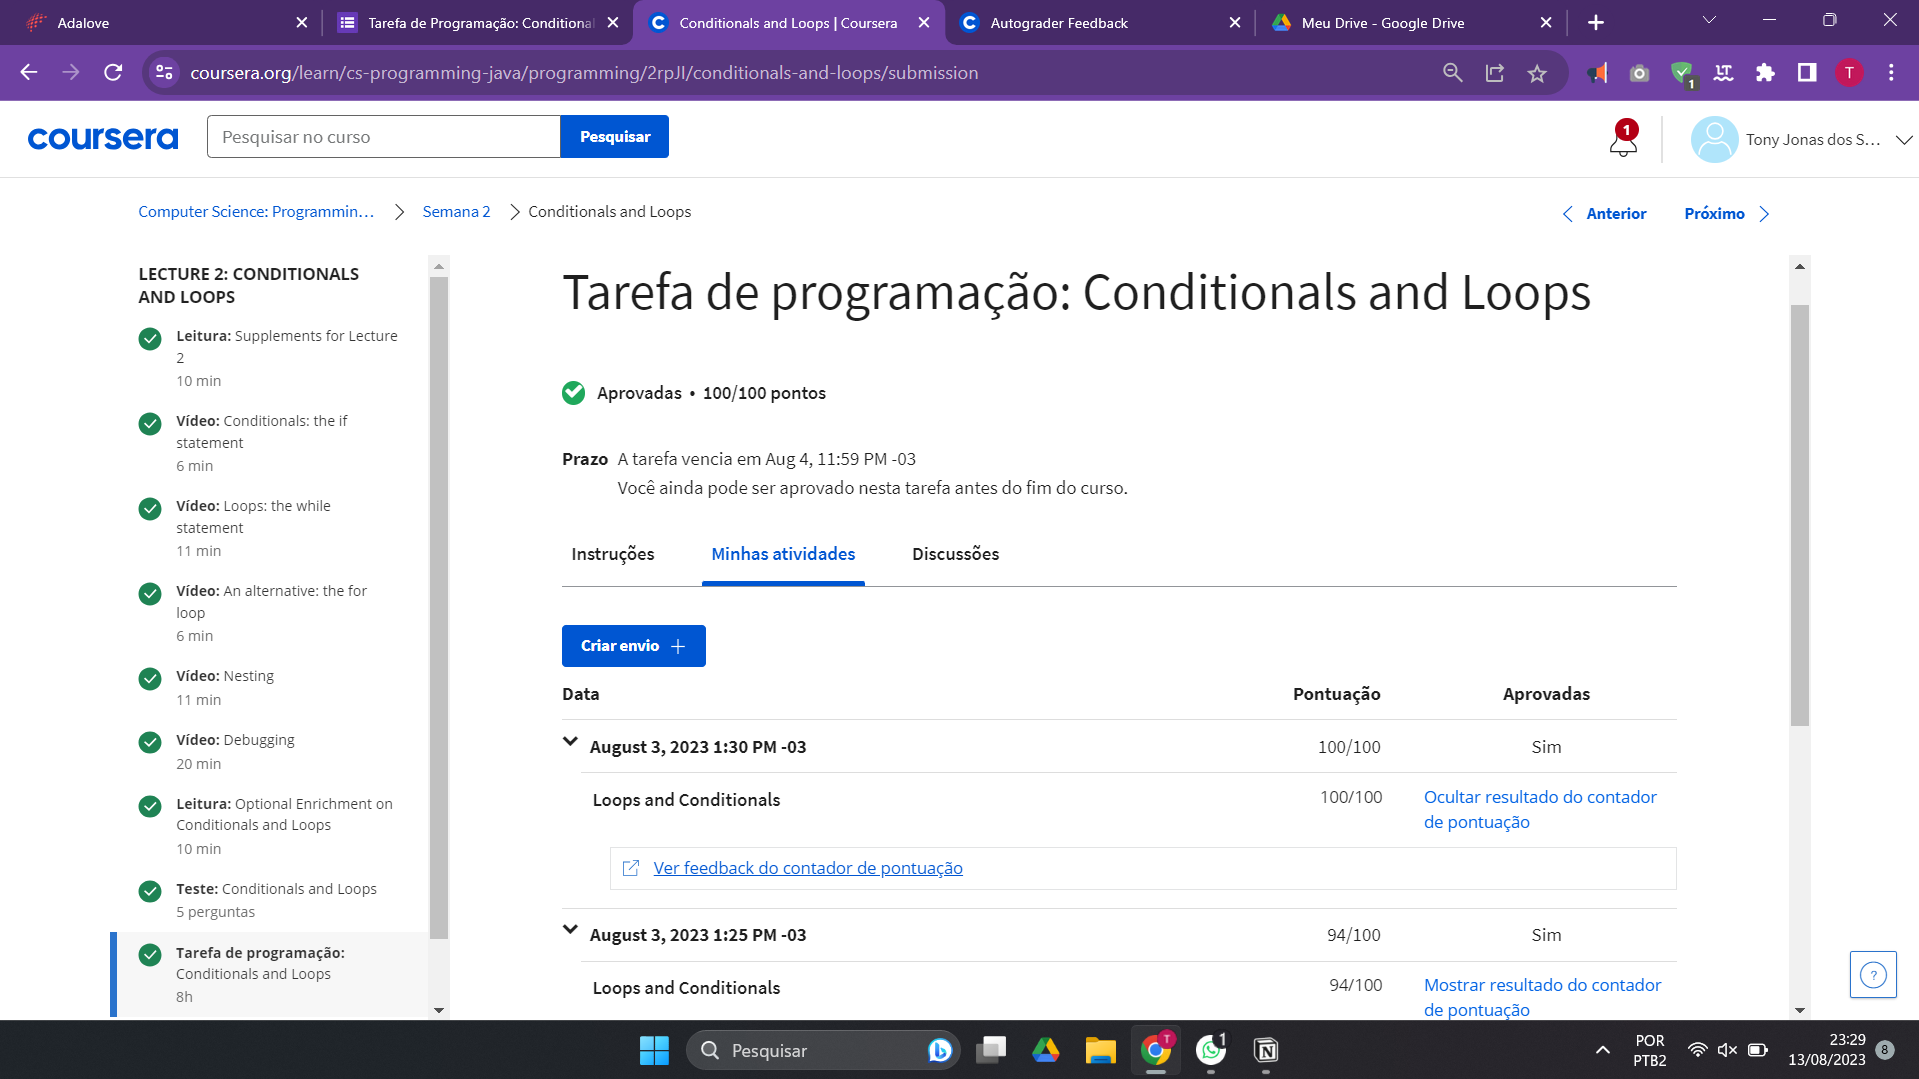 Adalove
Tarefa de Programação: Conditional
Conditionals and Loops | Coursera
Autograder Feedback
Meu Drive - Google Drive
coursera.org/learn/cs-programming-java/programming/2rpJl/conditionals-and-loops/submission
1
T
coursera
Pesquisar no curso
Pesquisar
1
Tony Jonas dos S...
Computer Science: Programmin...
Semana 2
Conditionals and Loops
Anterior
Próximo
LECTURE 2: CONDITIONALS
AND LOOPS
Leitura: Supplements for Lecture
2
10 min
Vídeo: Conditionals: the if
statement
6 min
Vídeo: Loops: the while
statement
11 min
Vídeo: An alternative: the for
loop
6 min
Vídeo: Nesting
11 min
Vídeo: Debugging
20 min
Leitura: Optional Enrichment on
Conditionals and Loops
10 min
Teste: Conditionals and Loops
5 perguntas
Tarefa de programação:
Conditionals and Loops
8h
Tarefa de programação: Conditionals and Loops
Aprovadas • 100/100 pontos
Prazo A tarefa vencia em Aug 4, 11:59 PM -03
Você ainda pode ser aprovado nesta tarefa antes do fim do curso.
Instruções
Minhas atividades
Discussões
Criar envio
Data Pontuação Aprovadas
August 3, 2023 1:30 PM -03 100/100 Sim
Loops and Conditionals 100/100 Ocultar resultado do contador
de pontuação
Ver feedback do contador de pontuação
August 3, 2023 1:25 PM -03 94/100 Sim
Loops and Conditionals 94/100 Mostrar resultado do contador
de pontuação
?
Pesquisar
T
1
POR
PTB2
23:29
13/08/2023
8